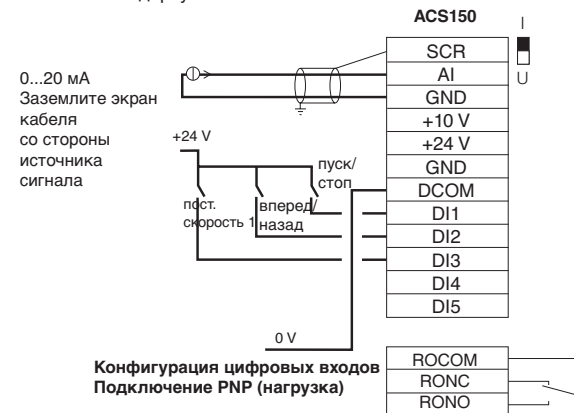 ACS150
I
U
SCR
AI
GND
+10 V
+24 V
GND
DCOM
DI1
DI2
DI3
DI4
DI5
0...20 мА
Заземлите экран
кабеля
со стороны
источника
сигнала
+24 V
пуск/
стоп
пост.
скорость 1
вперед/
назад
0 V
Конфигурация цифровых входов
Подключение PNP (нагрузка)
ROCOM
RONC
RONO